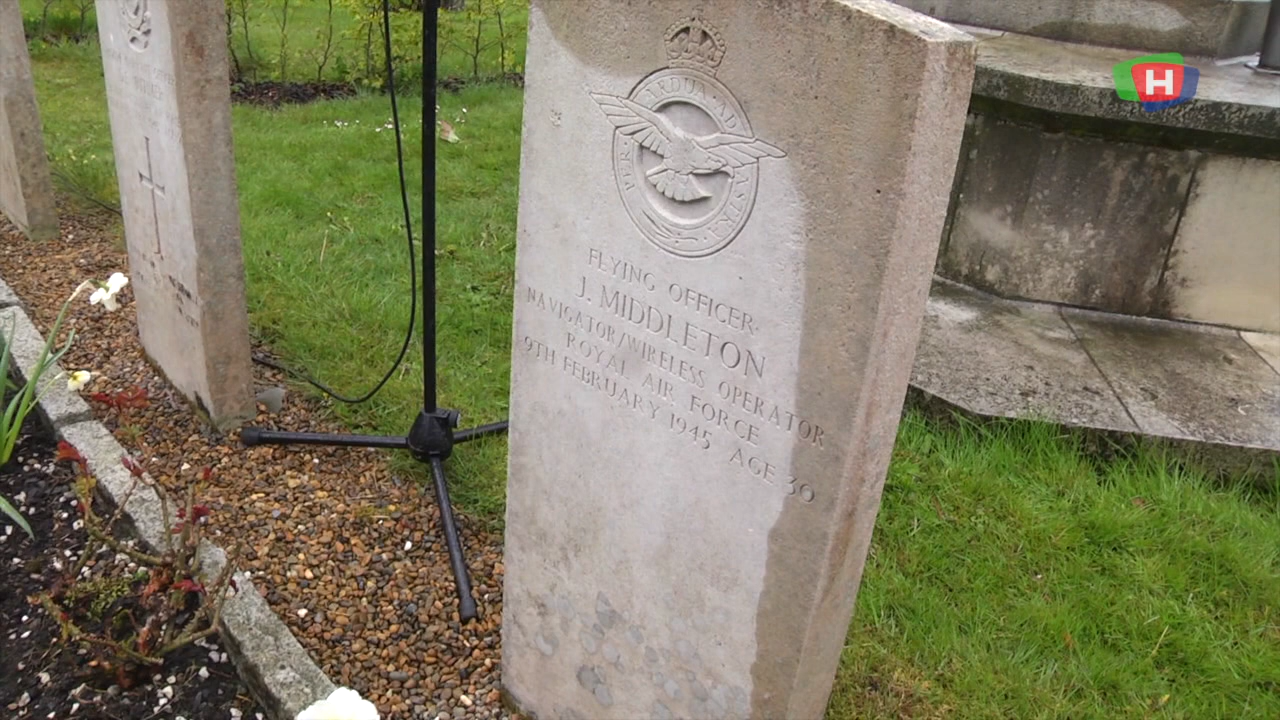 PER ARDUA AD ASTRA
FLYING OFFICER
J. MIDDLETON
NAVIGATOR/WIRELESS OPERATOR
ROYAL AIR FORCE
9TH FEBRUARY 1945 AGE 30
H